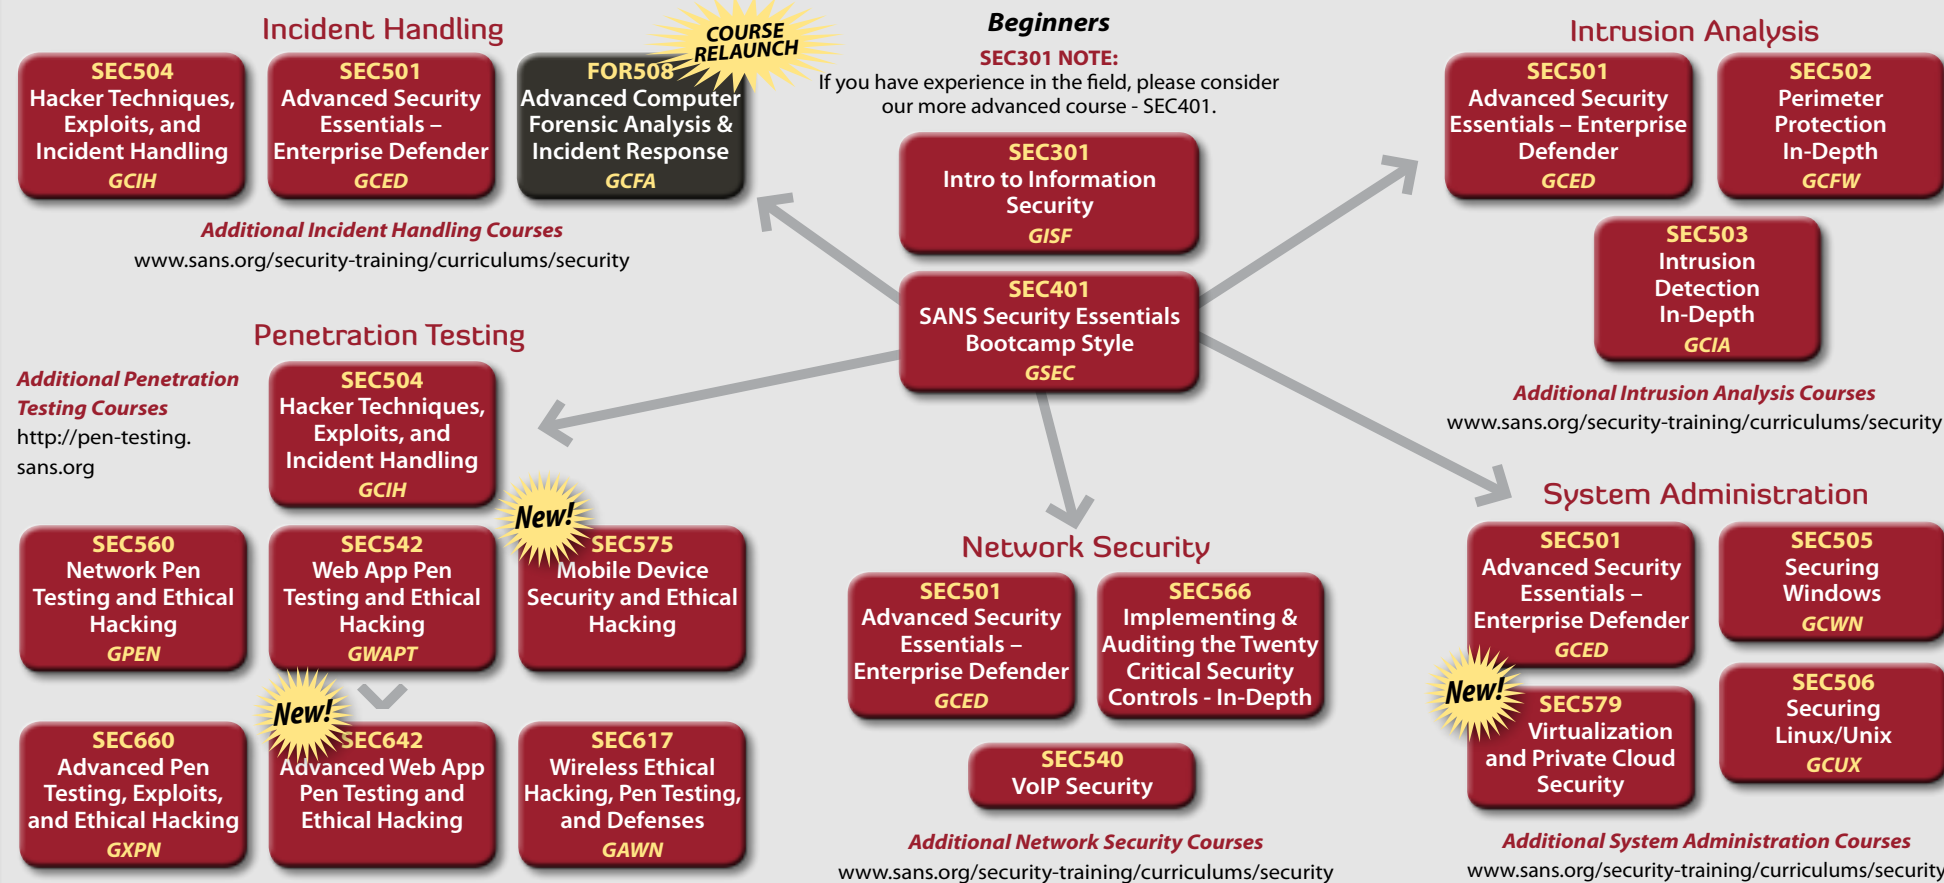 Incident Handling
COURSE
RELAUNCH
SEC504
Hacker Techniques,
Exploits, and
Incident Handling
GCIH
SEC501
Advanced Security
Essentials –
Enterprise Defender
GCED
FOR508
Advanced Computer
Forensic Analysis &
Incident Response
GCFA
Additional Incident Handling Courses
www.sans.org/security-training/curriculums/security
Beginners
SEC301 NOTE:
If you have experience in the field, please consider
our more advanced course - SEC401.
SEC301
Intro to Information
Security
GISF
SEC401
SANS Security Essentials
Bootcamp Style
GSEC
Intrusion Analysis
SEC501
Advanced Security
Essentials – Enterprise
Defender
GCED
SEC502
Perimeter
Protection
In-Depth
GCFW
SEC503
Intrusion
Detection
In-Depth
GCIA
Additional Intrusion Analysis Courses
www.sans.org/security-training/curriculums/security
Penetration Testing
Additional Penetration
Testing Courses
http://pen-testing.
sans.org
SEC504
Hacker Techniques,
Exploits, and
Incident Handling
GCIH
SEC560
Network Pen
Testing and Ethical
Hacking
GPEN
SEC542
Web App Pen
Testing and Ethical
Hacking
GWAPT
New!
SEC575
Mobile Device
Security and Ethical
Hacking
SEC660
Advanced Pen
Testing, Exploits,
and Ethical Hacking
GXPN
New!
SEC642
Advanced Web App
Pen Testing and
Ethical Hacking
SEC617
Wireless Ethical
Hacking, Pen Testing,
and Defenses
GAWN
Network Security
SEC501
Advanced Security
Essentials –
Enterprise Defender
GCED
SEC566
Implementing &
Auditing the Twenty
Critical Security
Controls - In-Depth
SEC540
VoIP Security
Additional Network Security Courses
www.sans.org/security-training/curriculums/security
System Administration
SEC501
Advanced Security
Essentials –
Enterprise Defender
GCED
SEC505
Securing
Windows
GCWN
New!
SEC579
Virtualization
and Private Cloud
Security
SEC506
Securing
Linux/Unix
GCUX
Additional System Administration Courses
www.sans.org/security-training/curriculums/security